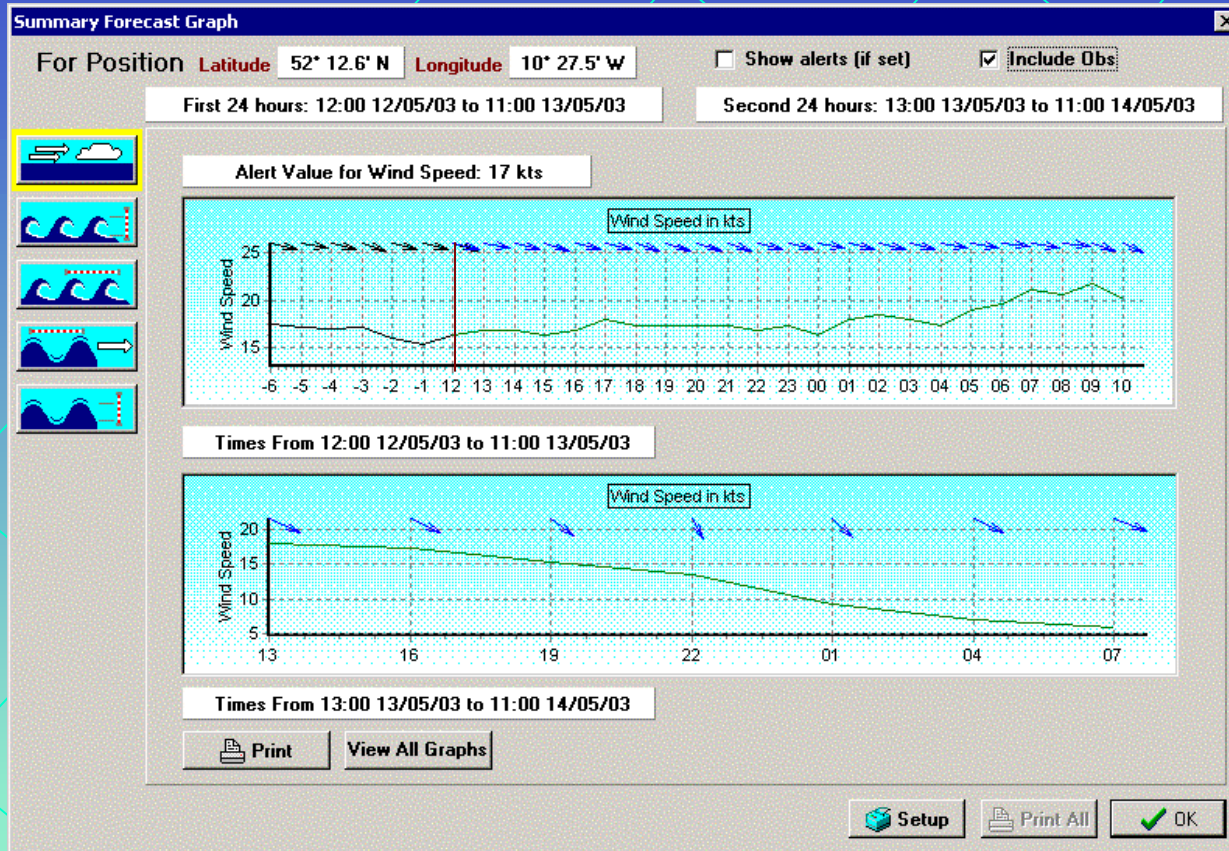 Summary Forecast Graph
For Position Latitude 52° 12.6' N Longitude 10° 27.5' W Show alerts (if set) Include Obs
First 24 hours: 12:00 12/05/03 to 11:00 13/05/03 Second 24 hours: 13:00 13/05/03 to 11:00 14/05/03
Alert Value for Wind Speed: 17 kts
Wind Speed in kts
Wind Speed
25
20
15
-6 -5 -4 -3 -2 -1 12 13 14 15 16 17 18 19 20 21 22 23 00 01 02 03 04 05 06 07 08 09 10
Times From 12:00 12/05/03 to 11:00 13/05/03
Wind Speed in kts
Wind Speed
20
15
10
5
13 16 19 22 01 04 07
Times From 13:00 13/05/03 to 11:00 14/05/03
Print View All Graphs
Setup Print All OK